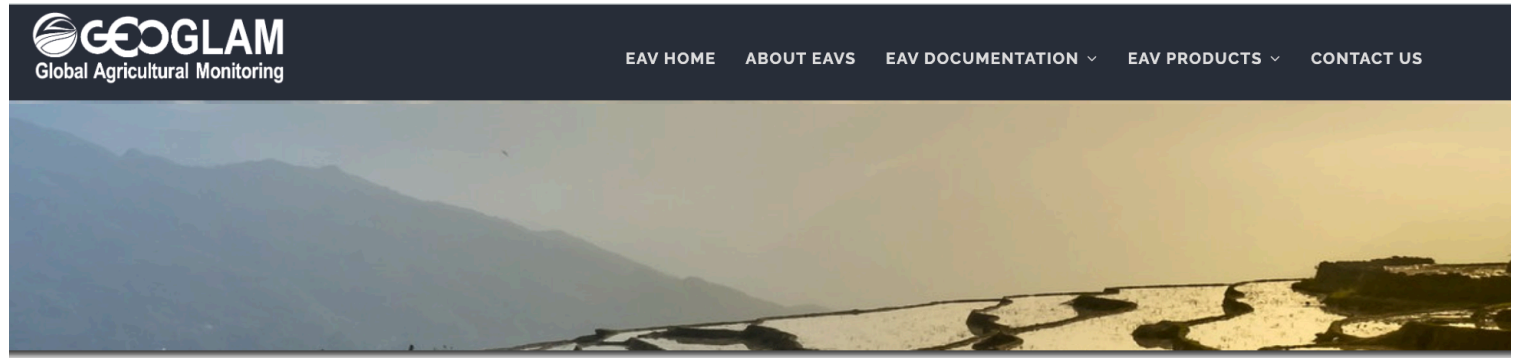 GEOGLAM
Global Agricultural Monitoring
EAV HOME ABOUT EAVS EAV DOCUMENTATION EAV PRODUCTS CONTACT US